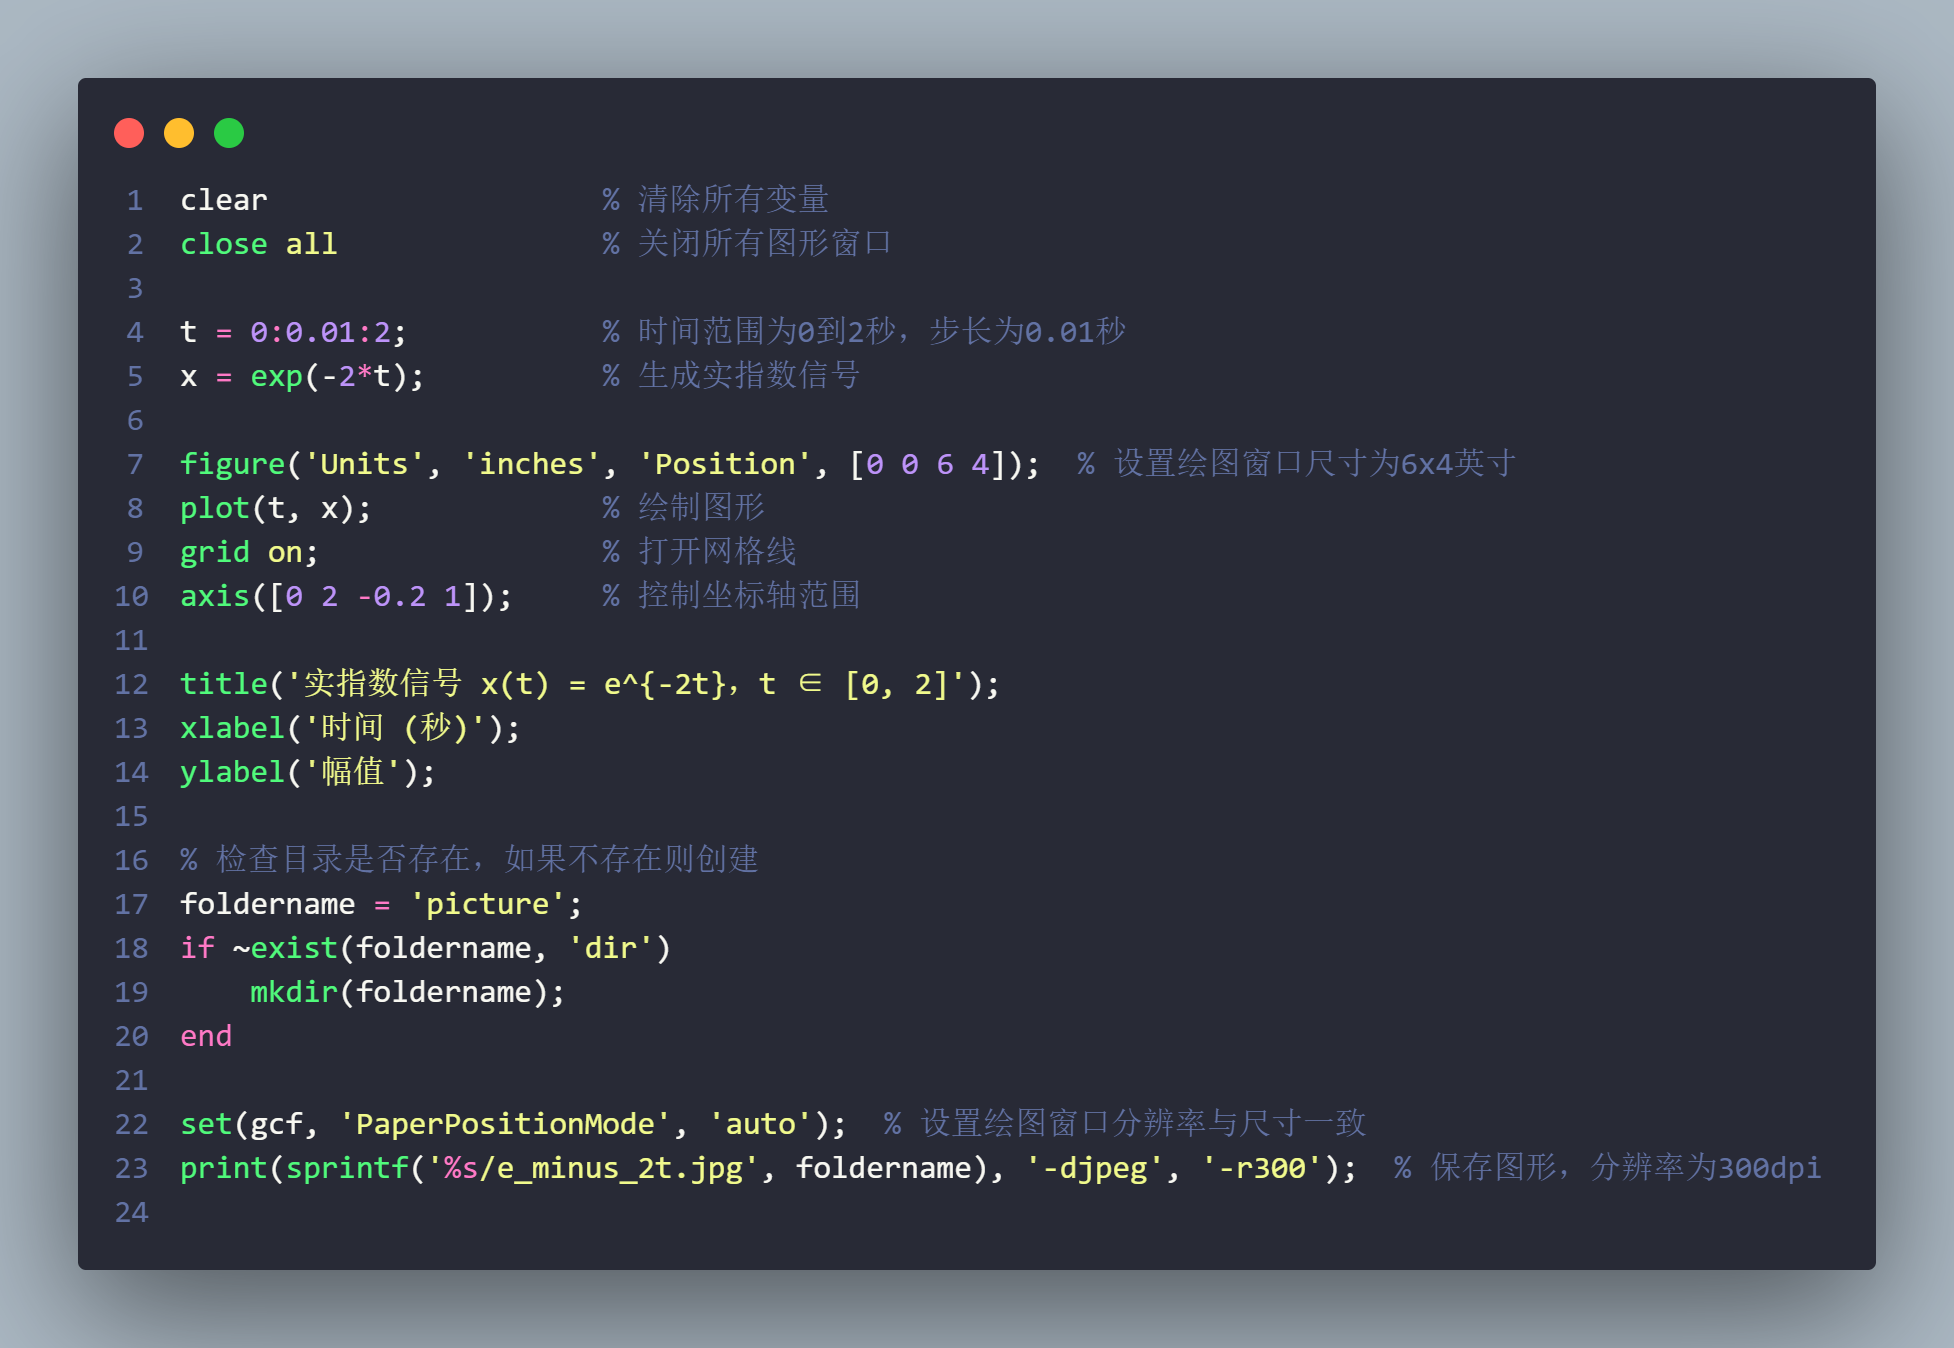 1 clear % 清除所有变量
2 close all % 关闭所有图形窗口
3
4 t = 0:0.01:2; % 时间范围为0到2秒，步长为0.01秒
5 x = exp(-2*t); % 生成实指数信号
6
7 figure('Units', 'inches', 'Position', [0 0 6 4]); % 设置绘图窗口尺寸为6x4英寸
8 plot(t, x); % 绘制图形
9 grid on; % 打开网格线
10 axis([0 2 -0.2 1]); % 控制坐标轴范围
11
12 title('实指数信号 x(t) = e^{-2t}，t ∈ [0, 2]');
13 xlabel('时间 (秒)');
14 ylabel('幅值');
15
16 % 检查目录是否存在，如果不存在则创建
17 foldername = 'picture';
18 if ~exist(foldername, 'dir')
19     mkdir(foldername);
20 end
21
22 set(gcf, 'PaperPositionMode', 'auto'); % 设置绘图窗口分辨率与尺寸一致
23 print(sprintf('%s/e_minus_2t.jpg', foldername), '-djpeg', '-r300'); % 保存图形，分辨率为300dpi
24